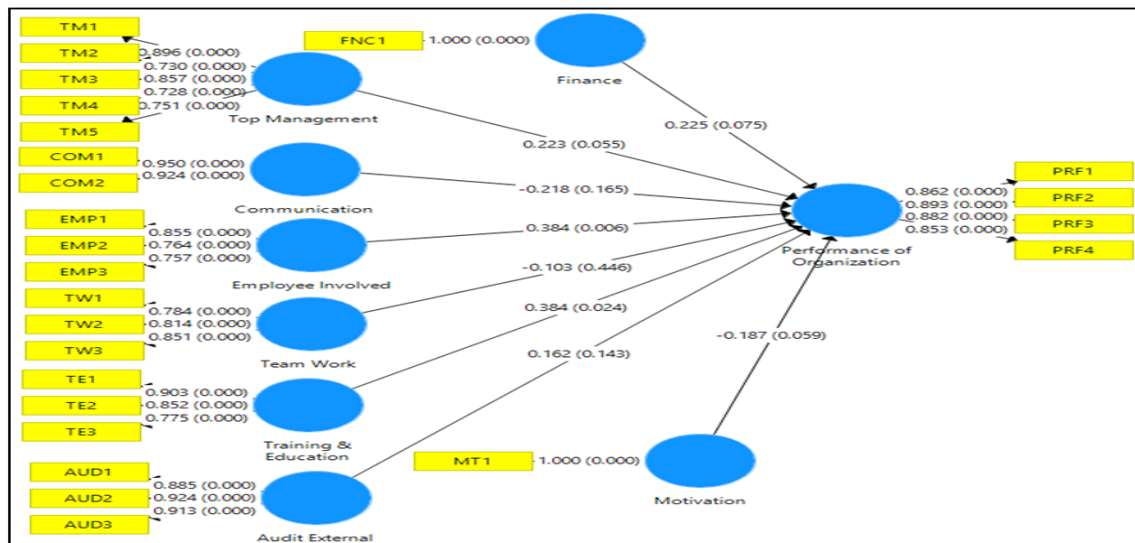 TM1
TM2
TM3
TM4
TM5
0.896 (0.000)
0.730 (0.000)
0.857 (0.000)
0.728 (0.000)
0.751 (0.000)
Top Management
FNC1
1.000 (0.000)
Finance
0.225 (0.075)
0.223 (0.055)
COM1
COM2
0.950 (0.000)
0.924 (0.000)
Communication
-0.218 (0.165)
EMP1
EMP2
EMP3
0.855 (0.000)
0.764 (0.000)
0.757 (0.000)
Employee Involved
0.384 (0.006)
TW1
TW2
TW3
0.784 (0.000)
0.814 (0.000)
0.851 (0.000)
Team Work
-0.103 (0.446)
TE1
TE2
TE3
0.903 (0.000)
0.852 (0.000)
0.775 (0.000)
Training &
Education
0.384 (0.024)
AUD1
AUD2
AUD3
0.885 (0.000)
0.924 (0.000)
0.913 (0.000)
Audit External
0.162 (0.143)
MT1
1.000 (0.000)
Motivation
-0.187 (0.059)
Performance of
Organization
0.862 (0.000)
0.893 (0.000)
0.882 (0.000)
0.853 (0.000)
PRF1
PRF2
PRF3
PRF4